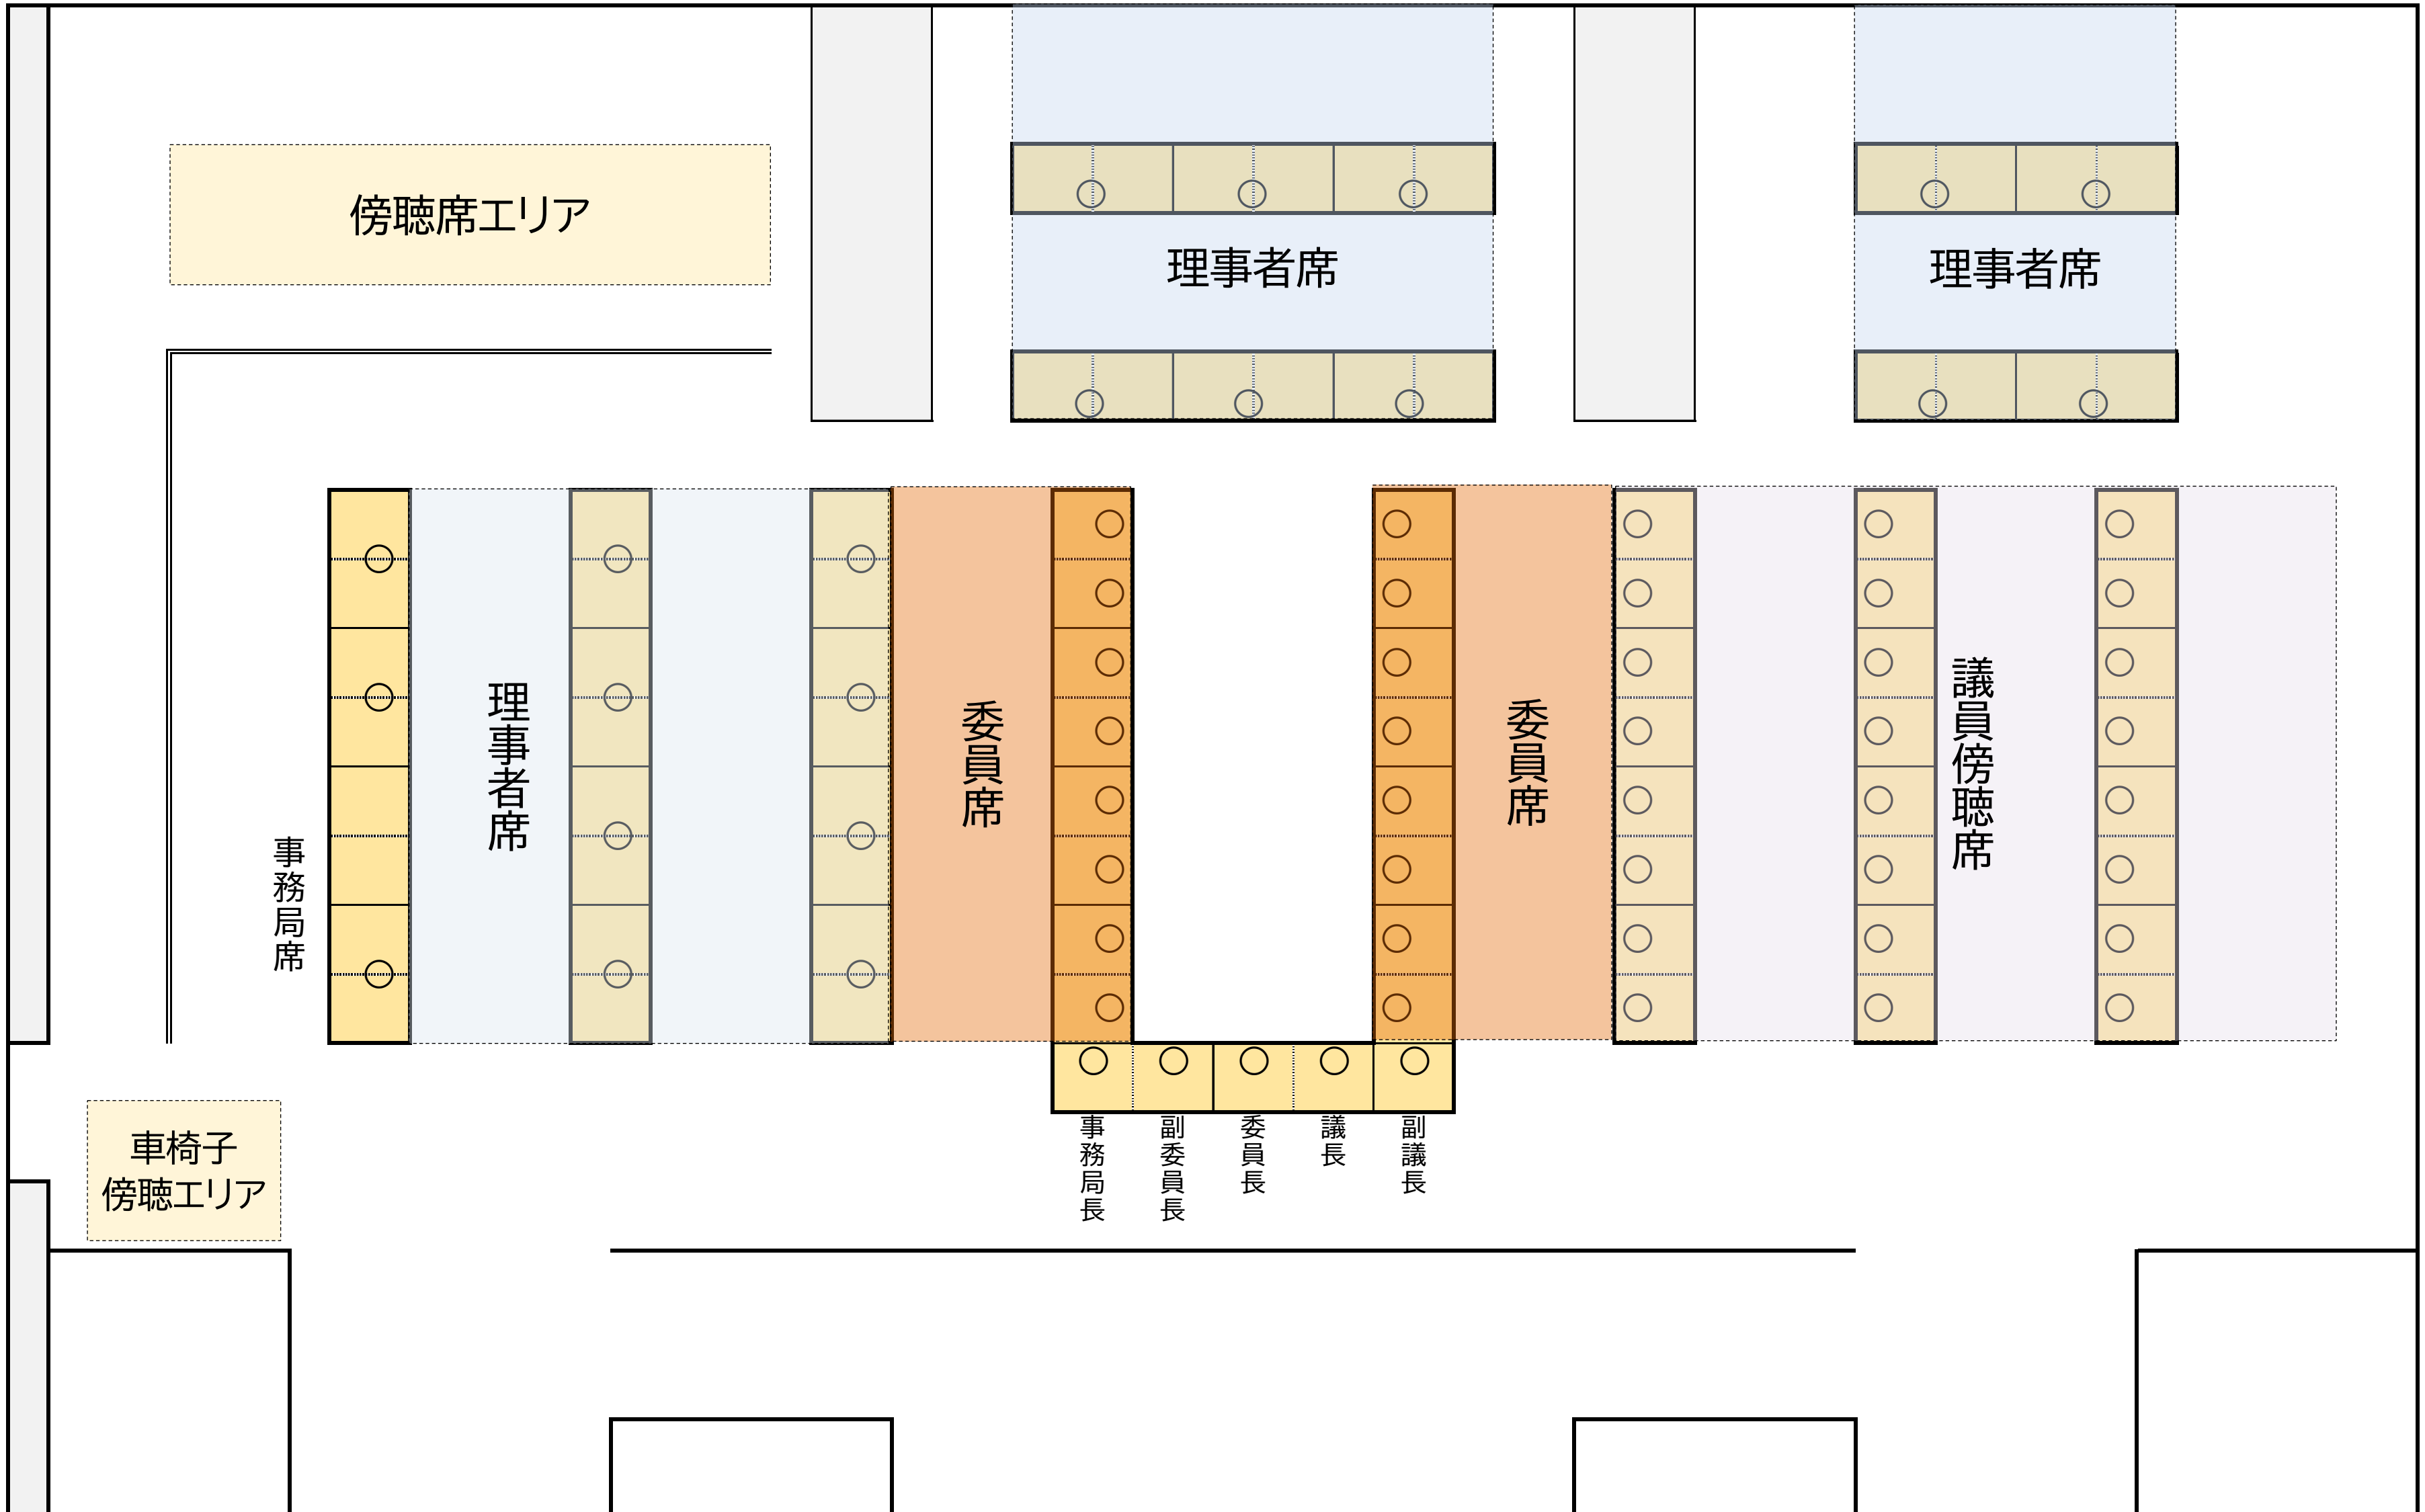 傍聴席エリア
理事者席
理事者席
理事者席
委員席
委員席
議員傍聴席
事務局席
事務局長
副委員長
委員長
議長
副議長
車椅子
傍聴エリア